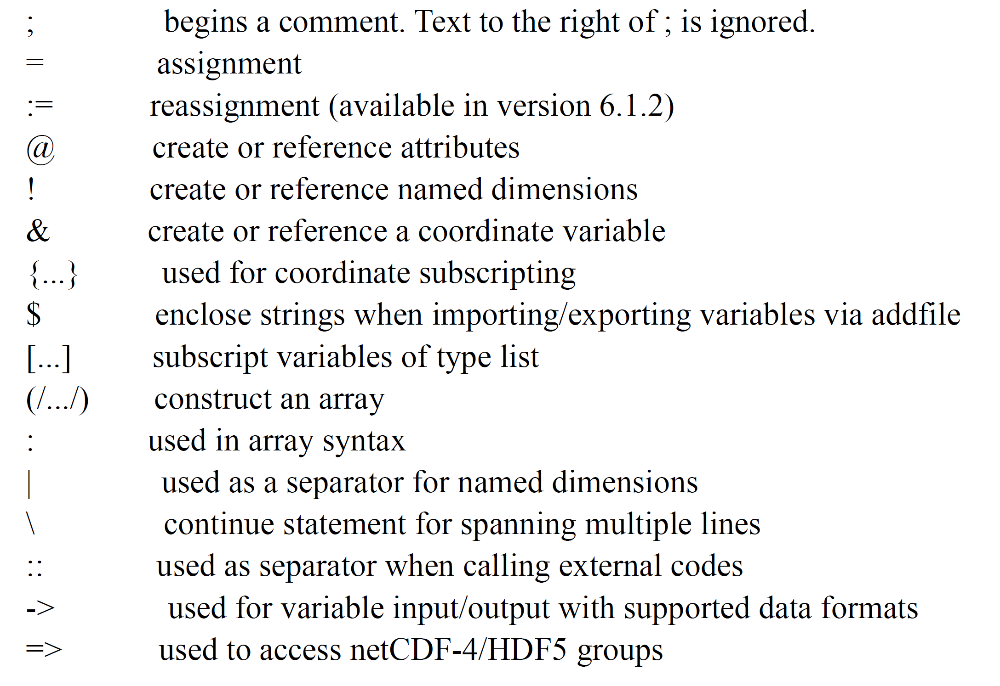 ; begins a comment. Text to the right of ; is ignored.
= assignment
:= reassignment (available in version 6.1.2)
@ create or reference attributes
! create or reference named dimensions
& create or reference a coordinate variable
{...} used for coordinate subscripting
$ enclose strings when importing/exporting variables via addfile
[...] subscript variables of type list
(/.../) construct an array
: used in array syntax
| used as a separator for named dimensions
\ continue statement for spanning multiple lines
:: used as separator when calling external codes
-> used for variable input/output with supported data formats
=> used to access netCDF-4/HDF5 groups